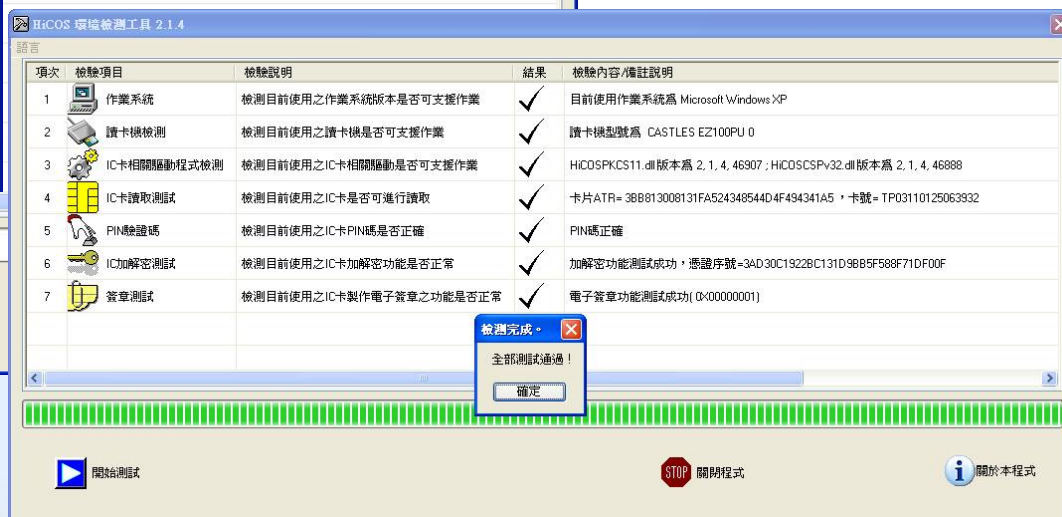 HiCOS 環境檢測工具 2.1.4
語言
項次 檢驗項目 檢驗說明 結果 檢驗內容/備註說明
1 作業系統 檢測目前使用之作業系統版本是否可支援作業 目前使用作業系統為 Microsoft Windows XP
2 讀卡機檢測 檢測目前使用之讀卡機是否可支援作業 讀卡機型號為 CASTLES EZ100PU 0
3 IC卡相關驅動程式檢測 檢測目前使用之IC卡相關驅動是否可支援作業 HiCOSPKCS11.dll版本為 2, 1, 4, 46907 ; HiCOSCSPv32.dll版本為 2, 1, 4, 46888
4 IC卡讀取測試 檢測目前使用之IC卡是否可進行讀取 卡片ATR= 3BB813008131FA524348544D4F494341A5 ，卡號= TP03110125063932
5 PIN驗證碼 檢測目前使用之IC卡PIN碼是否正確 PIN碼正確
6 IC加解密測試 檢測目前使用之IC卡加解密功能是否正常 加解密功能測試成功，憑證序號=3AD30C1922BC131D9BB5F588F71DF00F
7 簽章測試 檢測目前使用之IC卡製作電子簽章之功能是否正常 電子簽章功能測試成功( 0X00000001)
檢測完成。
全部測試通過！
確定
開始測試 STOP 關閉程式 關於本程式